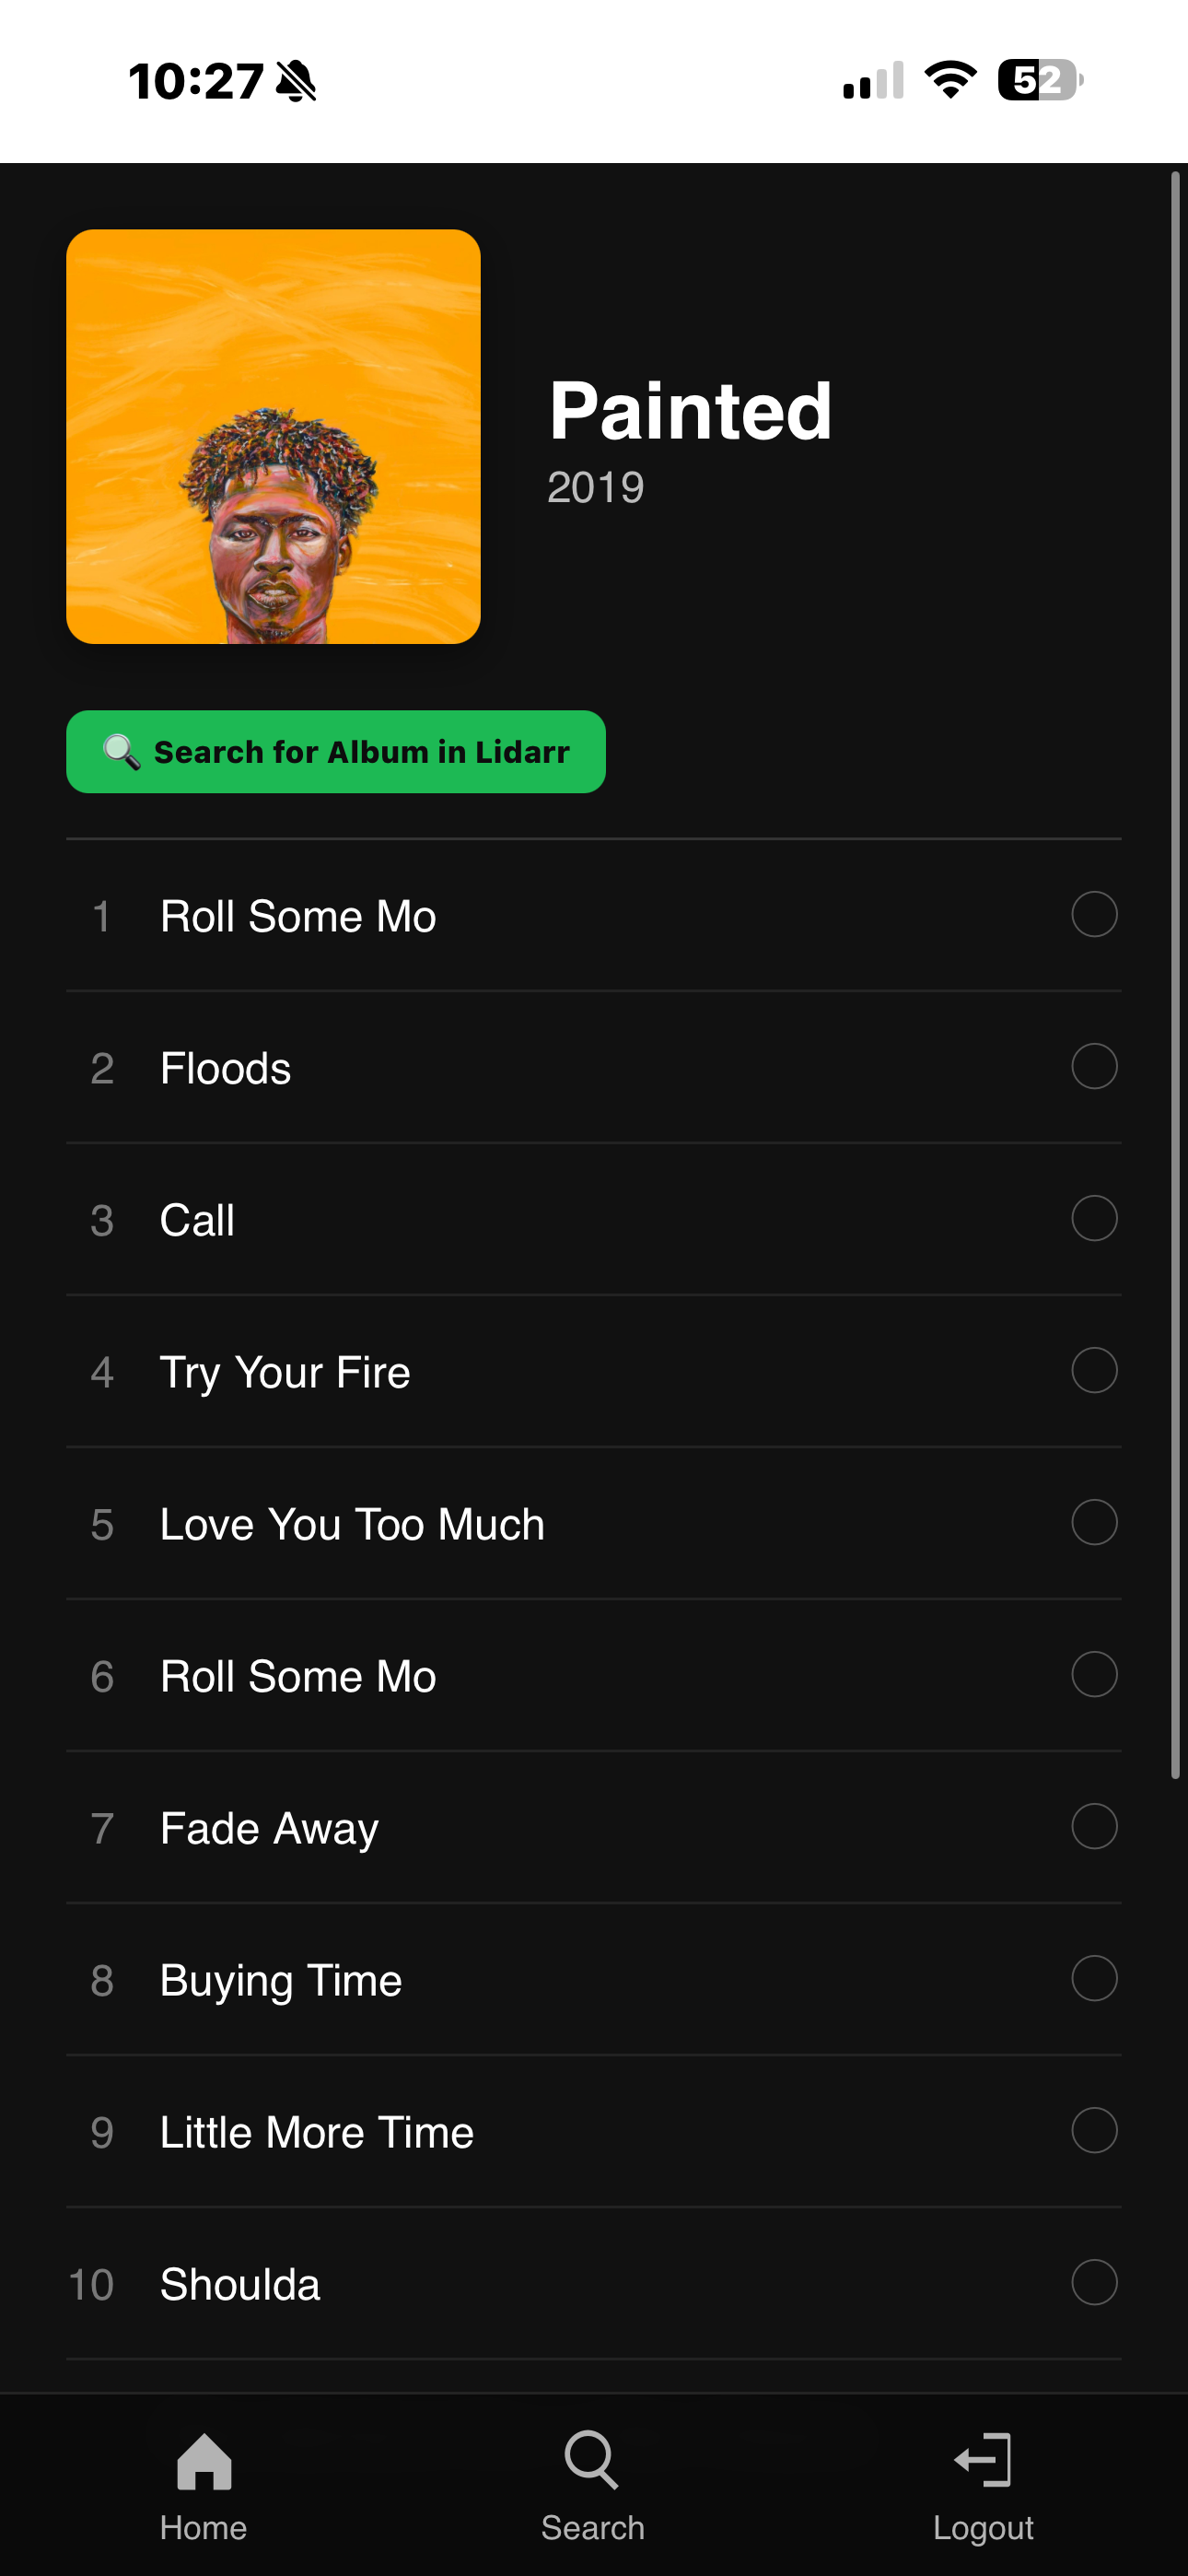 10:27
52
Painted
2019
🔍 Search for Album in Lidarr
1 Roll Some Mo
2 Floods
3 Call
4 Try Your Fire
5 Love You Too Much
6 Roll Some Mo
7 Fade Away
8 Buying Time
9 Little More Time
10 Shoulda
Home Search Logout